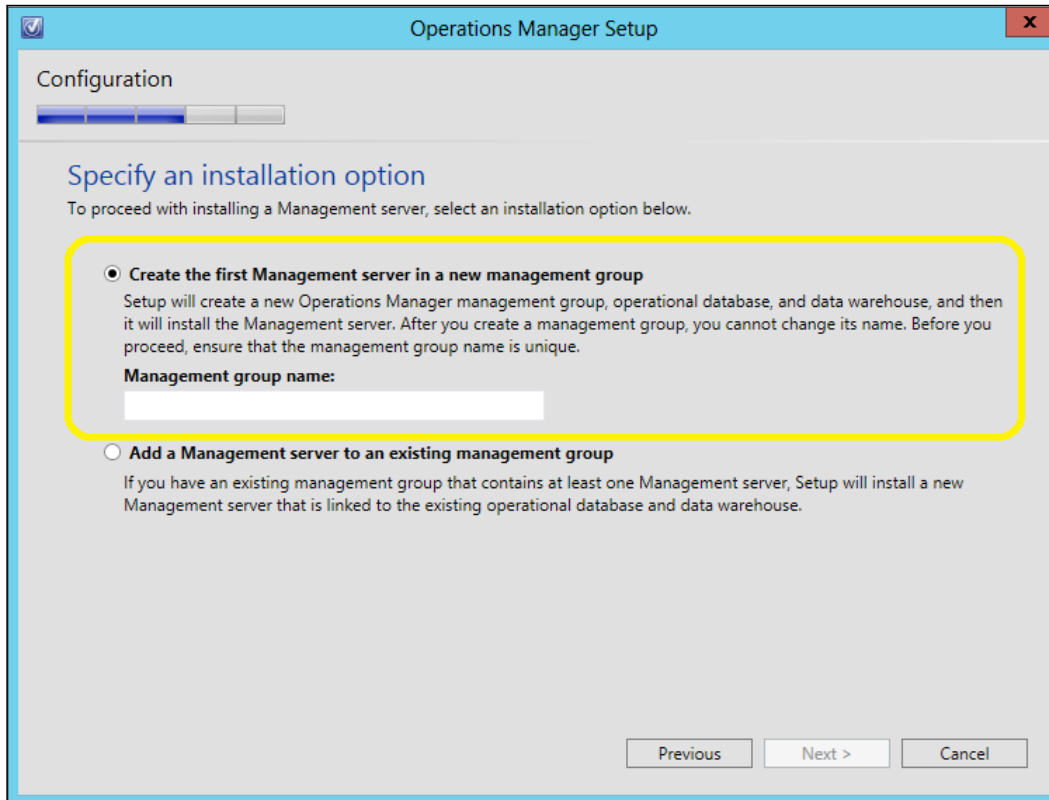 Operations Manager Setup
x
Configuration
Specify an installation option
To proceed with installing a Management server, select an installation option below.
Create the first Management server in a new management group
Setup will create a new Operations Manager management group, operational database, and data warehouse, and then
it will install the Management server. After you create a management group, you cannot change its name. Before you
proceed, ensure that the management group name is unique.
Management group name:
Add a Management server to an existing management group
If you have an existing management group that contains at least one Management server, Setup will install a new
Management server that is linked to the existing operational database and data warehouse.
Previous Next > Cancel